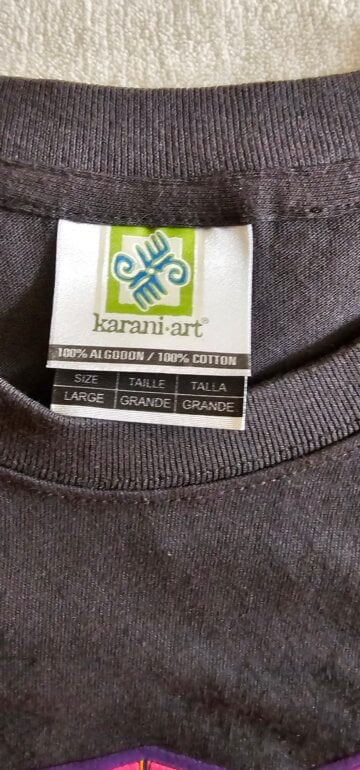 karani·art®
100% ALGODON / 100% COTTON
SIZE TAILLE TALLA
LARGE GRANDE GRANDE